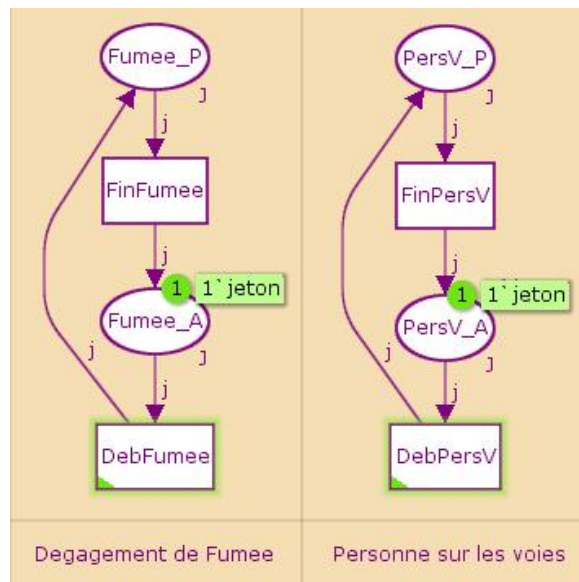 Fumee_P
J
j
FinFumee
j
1 1`jeton
Fumee_A
J
j
j
DebFumee
Degagement de Fumee
PersV_P
J
j
FinPersV
j
1 1`jeton
PersV_A
J
j
j
DebPersV
Personne sur les voies